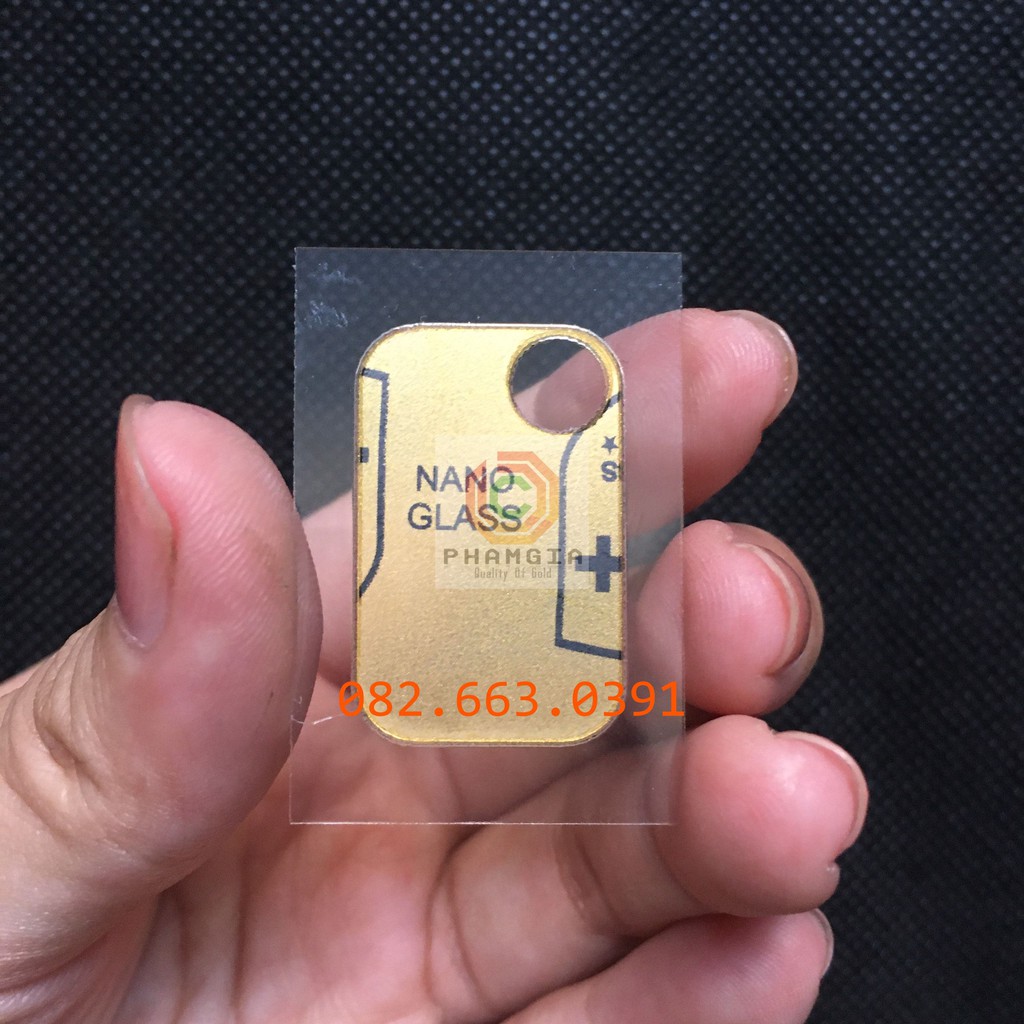 NANO
GLASS
PHAMGIA
Quality Of Gold
082.663.0391